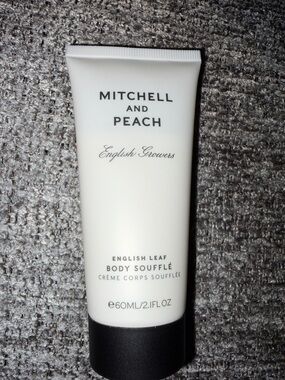 MITCHELL
AND
PEACH
English Growers
ENGLISH LEAF
BODY SOUFFLÉ
CRÈME CORPS SOUFFLÉE
℮60ML/2.1FL OZ